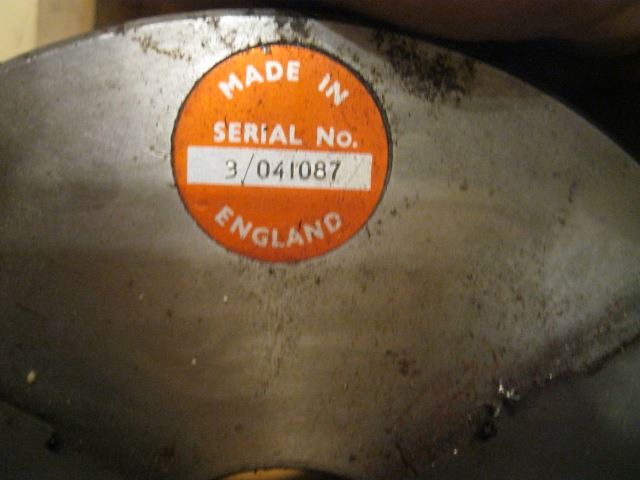 MADE IN
SERIAL No.
3/041087
ENGLAND